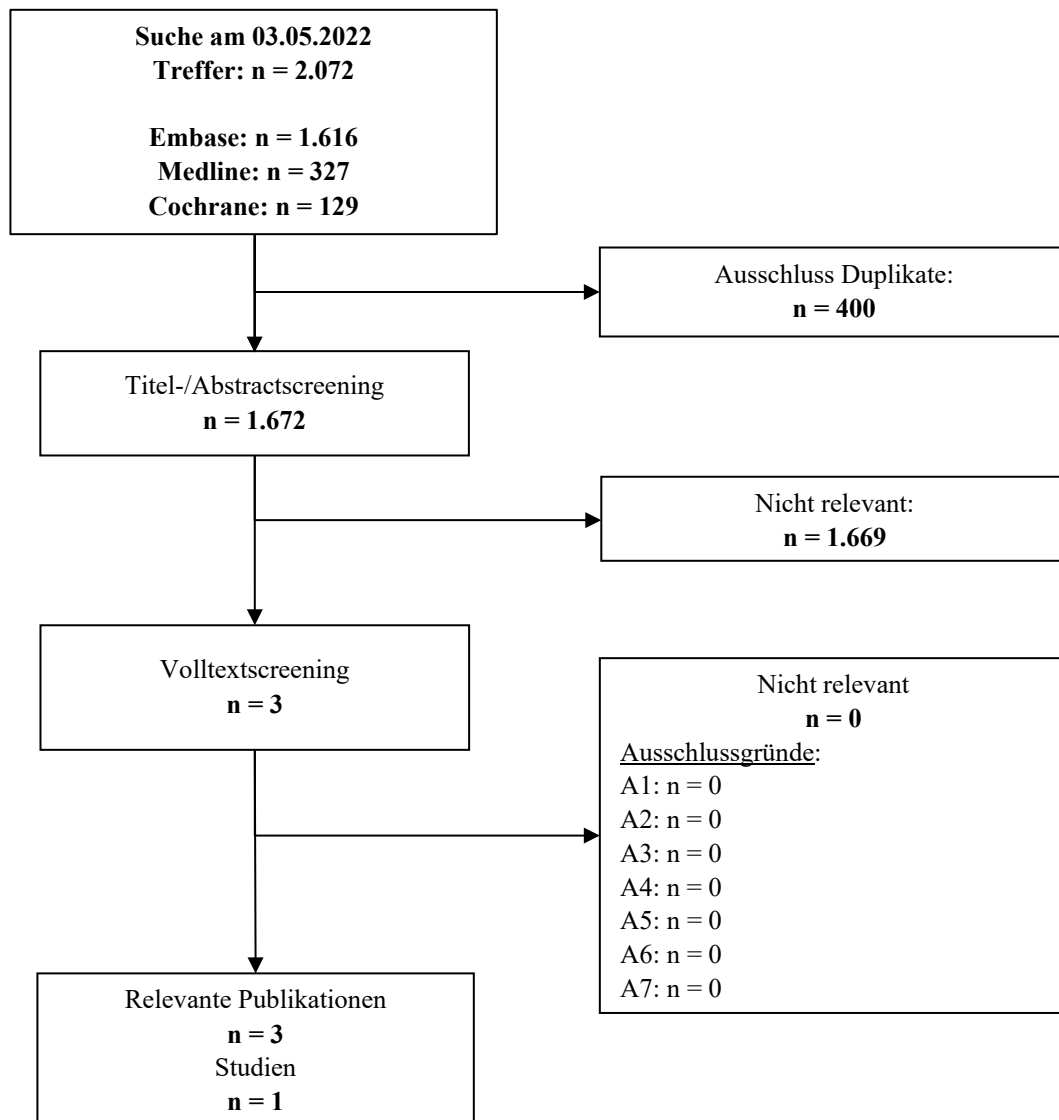 Suche am 03.05.2022
Treffer: n = 2.072
Embase: n = 1.616
Medline: n = 327
Cochrane: n = 129
Ausschluss Duplikate:
n = 400
Titel-/Abstractscreening
n = 1.672
Nicht relevant:
n = 1.669
Volltextscreening
n = 3
Nicht relevant
n = 0
Ausschlussgründe:
A1: n = 0
A2: n = 0
A3: n = 0
A4: n = 0
A5: n = 0
A6: n = 0
A7: n = 0
Relevante Publikationen
n = 3
Studien
n = 1